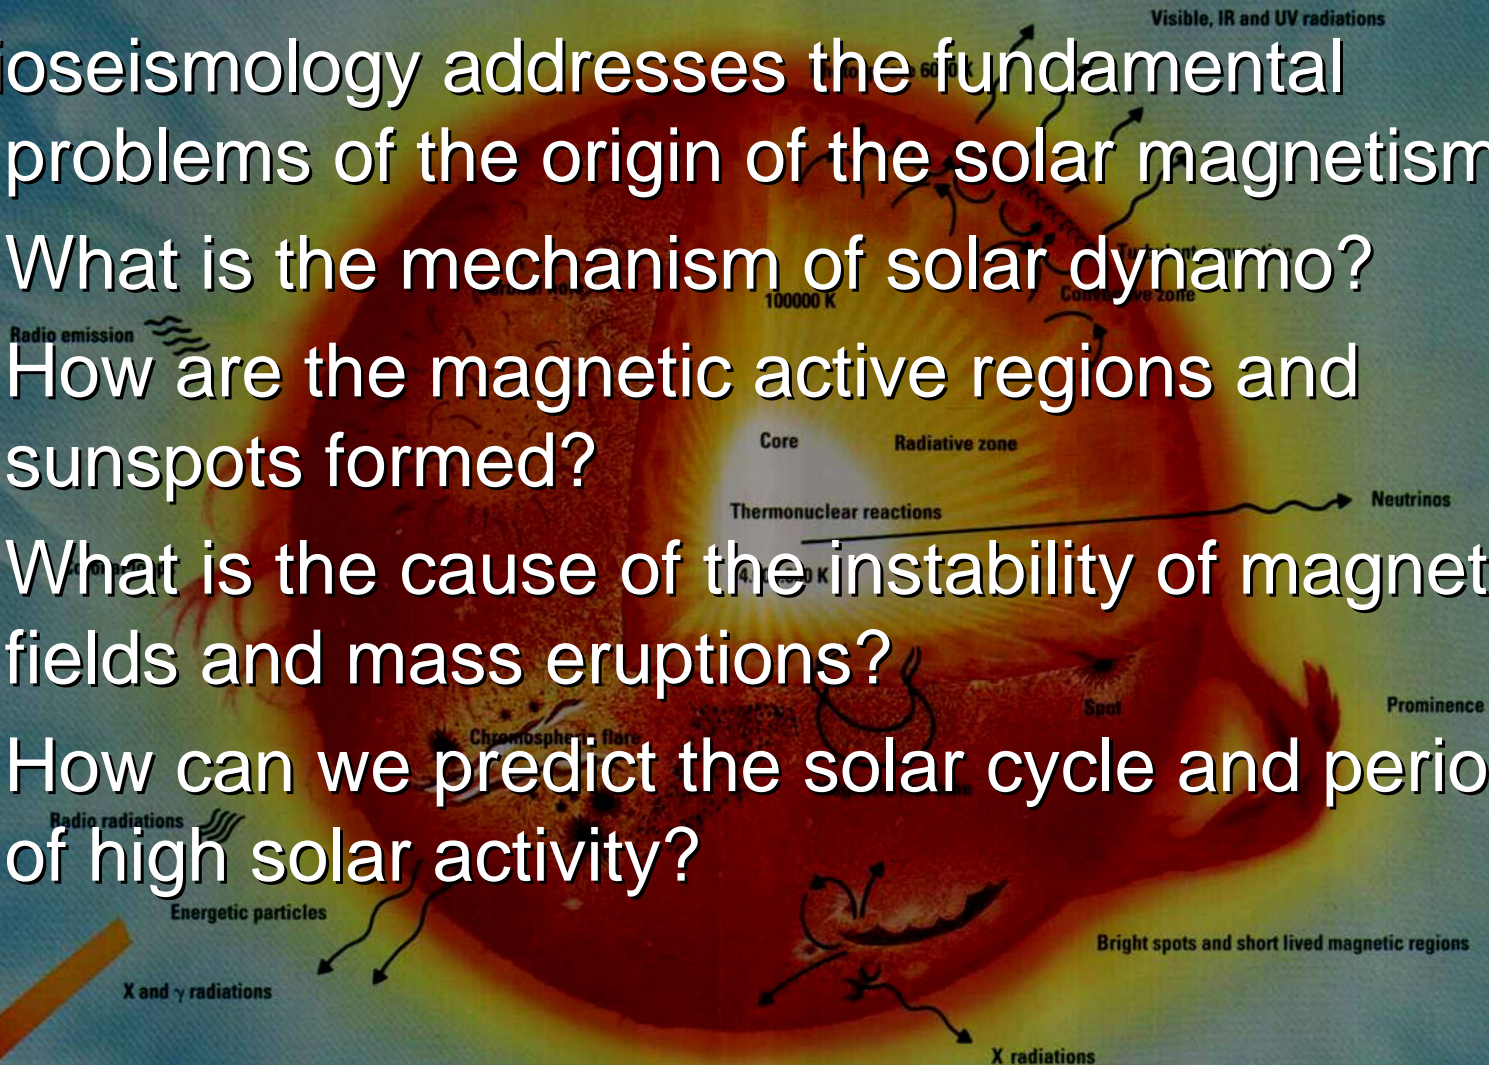 ioseismology addresses the fundamental
problems of the origin of the solar magnetism
What is the mechanism of solar dynamo?
How are the magnetic active regions and
sunspots formed?
What is the cause of the instability of magnet
fields and mass eruptions?
How can we predict the solar cycle and perio
of high solar activity?
Visible, IR and UV radiations
100000 K
Radio emission
Core
Radiative zone
Thermonuclear reactions
Neutrinos
Spot
Prominence
Chromospheric flare
Radio radiations
Energetic particles
Bright spots and short lived magnetic regions
X and γ radiations
X radiations